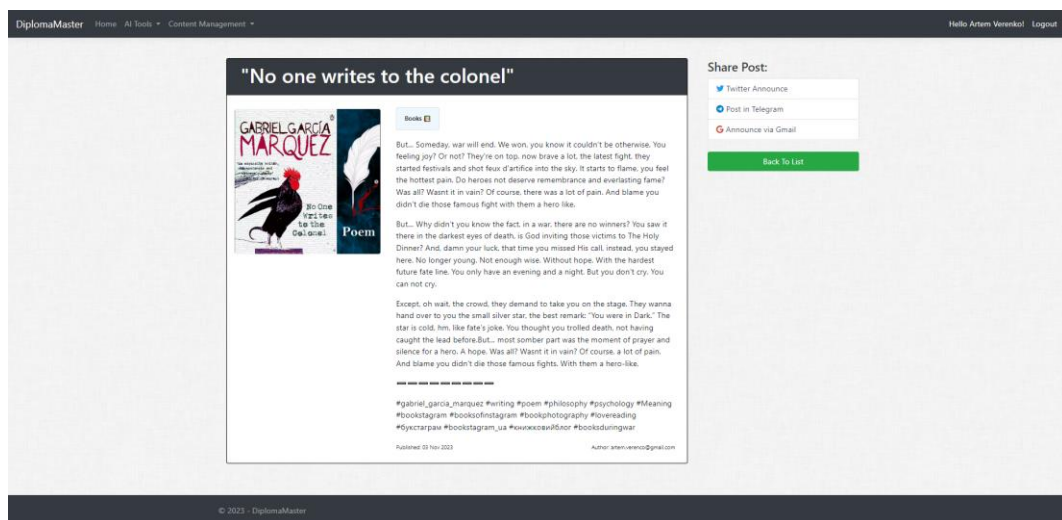 DiplomaMaster Home AI Tools Content Management Hello Artem Verenko! Logout
"No one writes to the colonel"
GABRIEL GARCÍA
MÁRQUEZ
No One
Writes
to the
Colonel
Poem
Books
But... Someday, war will end. We won, you know it couldn't be otherwise. You
feeling joy? Or not? They're on top, now brave a lot, the latest fight, they
started festivals and shot feux d'artifice into the sky. It starts to flame, you feel
the hottest pain. Do heroes not deserve remembrance and everlasting fame?
Was all? Wasnt it in vain? Of course, there was a lot of pain. And blame you
didn't die those famous fight with them a hero like.
But... Why didn't you know the fact, in a war, there are no winners? You saw it
there in the darkest eyes of death, is God inviting those victims to The Holy
Dinner? And, damn your luck, that time you missed His call, instead, you stayed
here. No longer young. Not enough wise. Without hope. With the hardest
future fate line. You only have an evening and a night. But you don't cry. You
can not cry.
Except, oh wait, the crowd, they demand to take you on the stage. They wanna
hand over to you the small silver star, the best remark: "You were in Dark." The
star is cold, hm, like fate's joke. You thought you trolled death, not having
caught the lead before.But... most somber part was the moment of prayer and
silence for a hero. A hope. Was all? Wasnt it in vain? Of course, a lot of pain.
And blame you didn't die those famous fights. With them a hero-like.
#gabriel_garcia_marquez #writing #poem #philosophy #psychology #Meaning
#bookstagram #booksofinstagram #bookphotography #lovereading
#букстаграм #bookstagram_ua #книжковийблог #booksduringwar
Published: 03 Nov 2023 Author: artem.verenco@gmail.com
Share Post:
Twitter Announce
Post in Telegram
Announce via Gmail
Back To List
© 2023 - DiplomaMaster